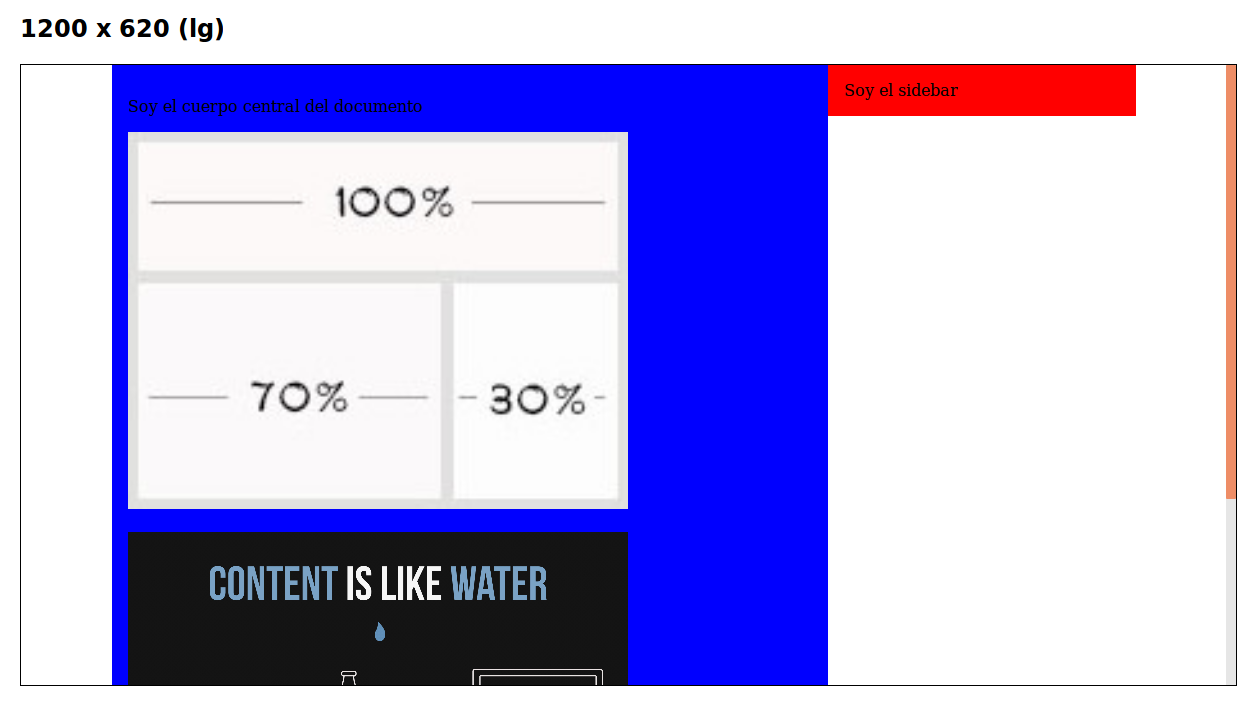 1200 x 620 (lg)
Soy el cuerpo central del documento
Soy el sidebar
100%
70%
30%
CONTENT IS LIKE WATER